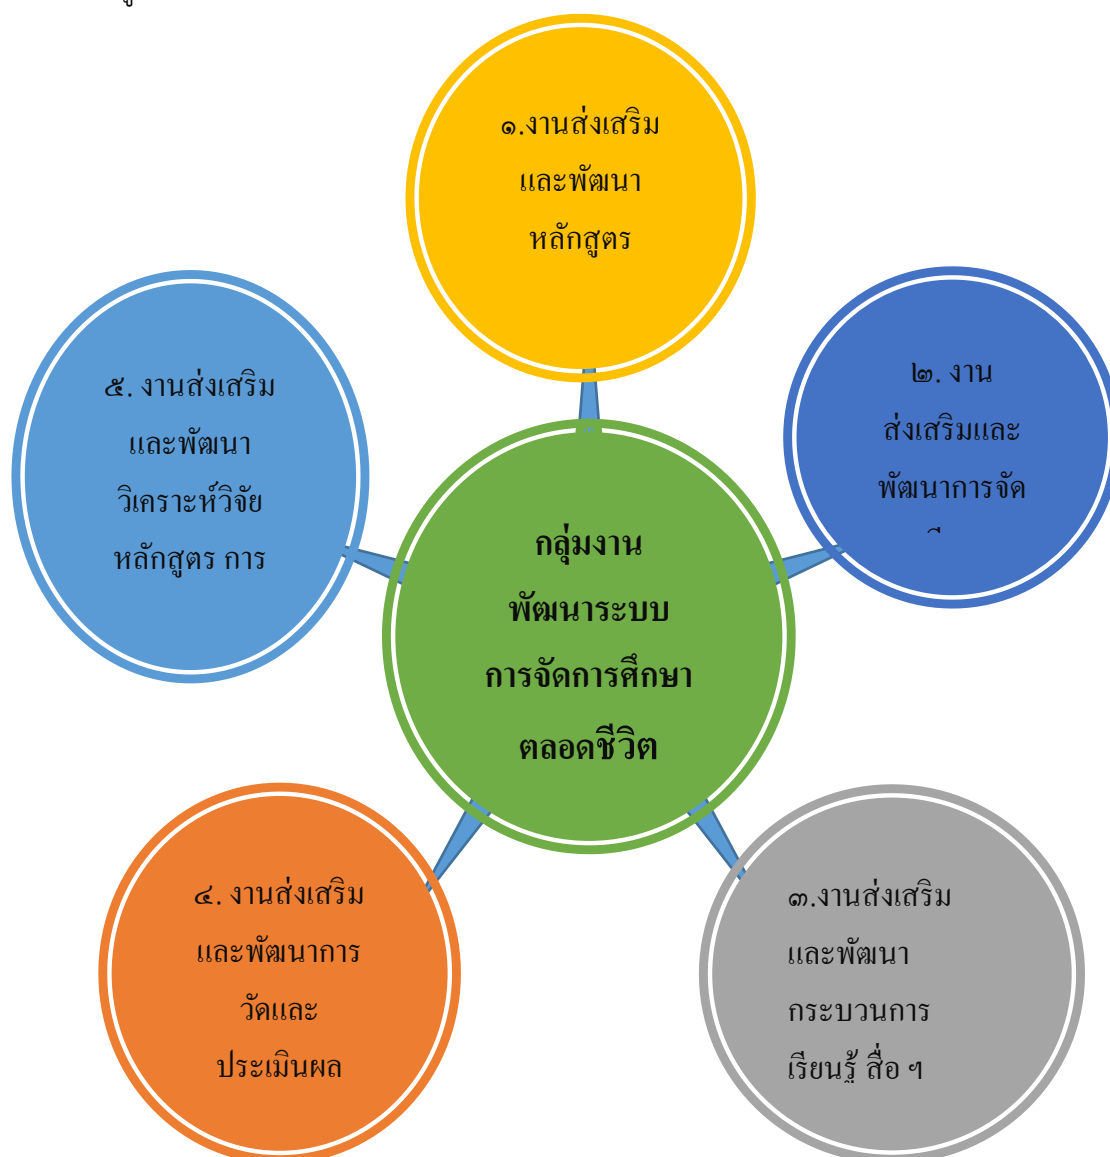 ๑.งานส่งเสริม
และพัฒนา
หลักสูตร
๒. งาน
ส่งเสริมและ
พัฒนาการจัด
๕. งานส่งเสริม
และพัฒนา
วิเคราะห์วิจัย
หลักสูตร การ
กลุ่มงาน
พัฒนาระบบ
การจัดการศึกษา
ตลอดชีวิต
๔. งานส่งเสริม
และพัฒนาการ
วัดและ
ประเมินผล
๓.งานส่งเสริม
และพัฒนา
กระบวนการ
เรียนรู้ สื่อ ฯ